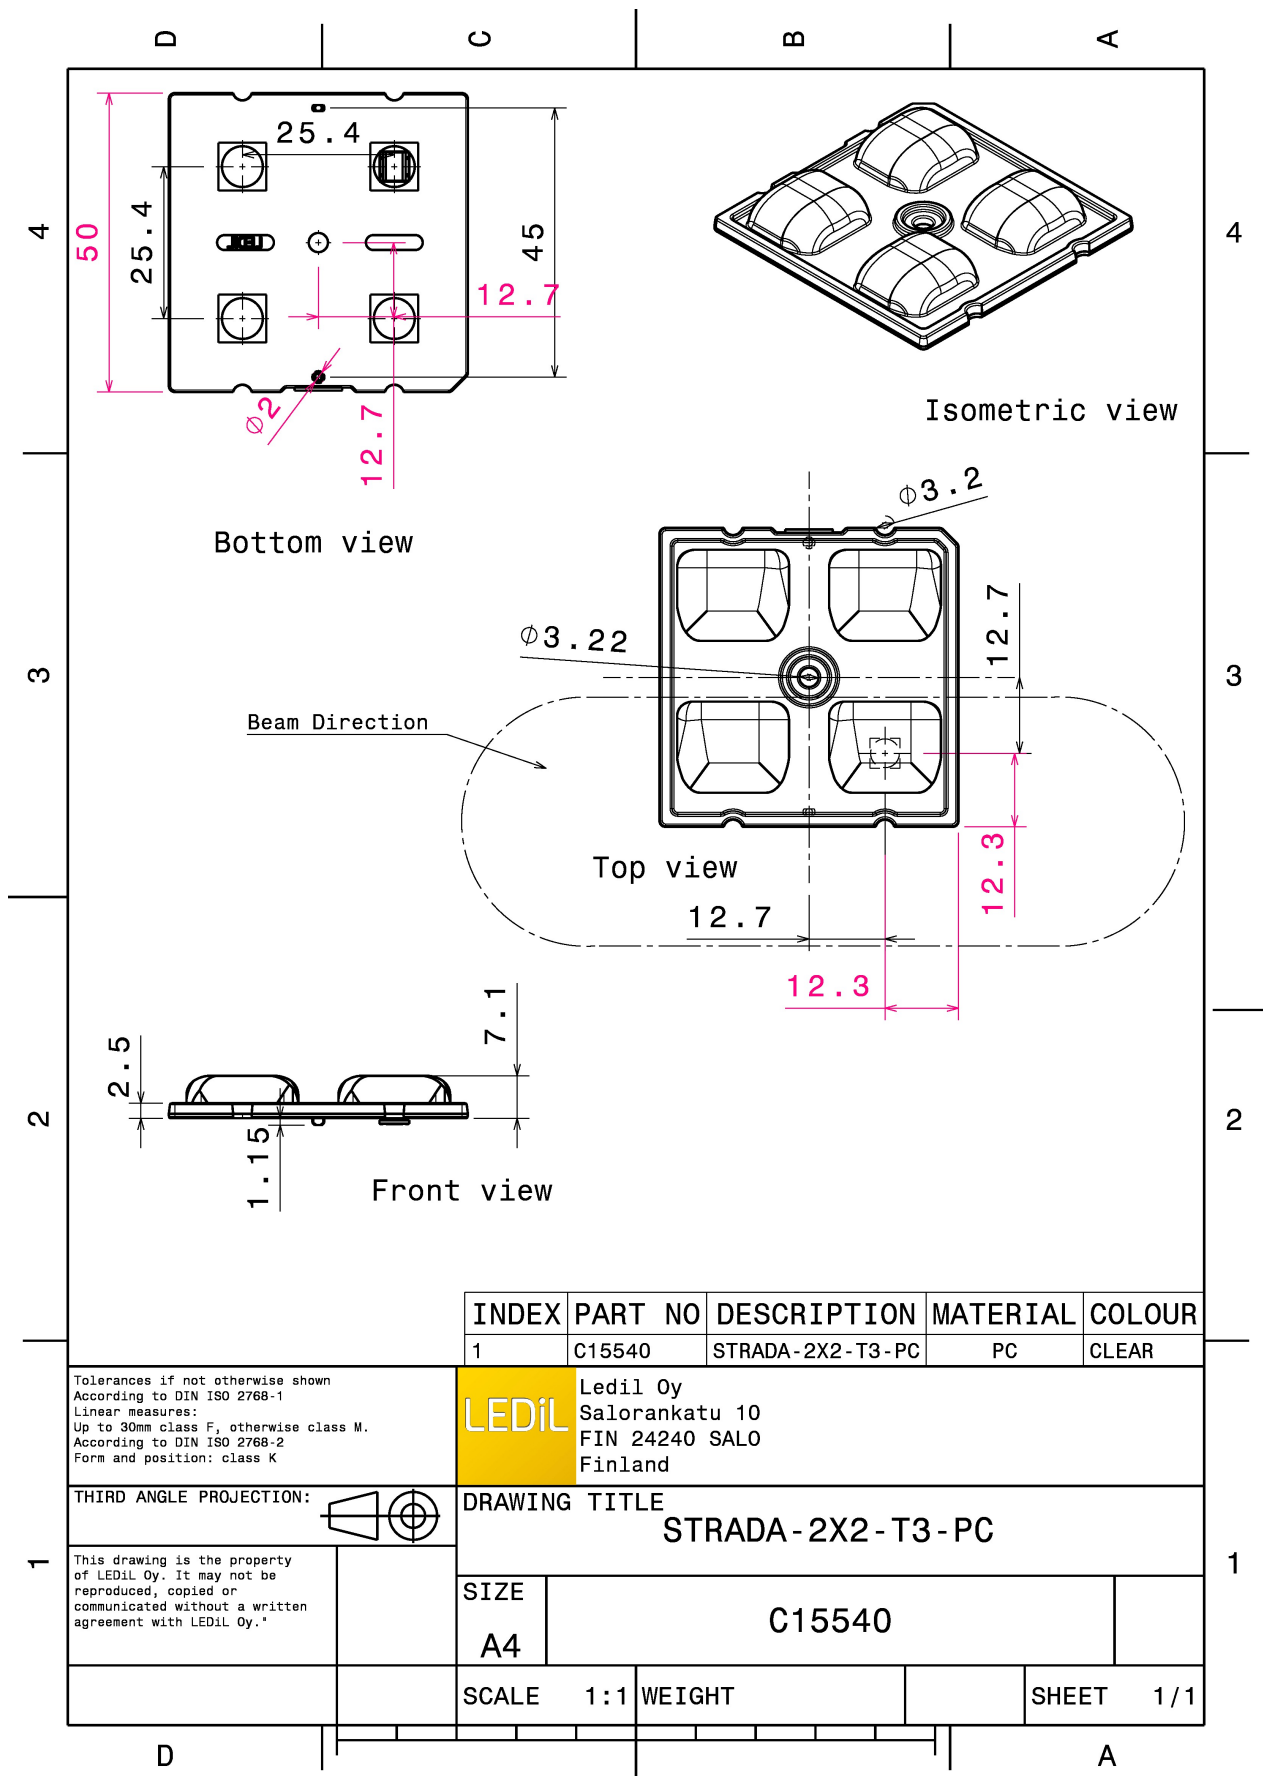 D
C
B
A
4
4
3
3
2
2
1
1
D
A
25.4
50
25.4
45
12.7
⌀2
12.7
Bottom view
Isometric view
⌀3.2
12.7
⌀3.22
Beam Direction
12.3
Top view
12.7
12.3
7.1
2.5
1.15
Front view
INDEX PART NO DESCRIPTION MATERIAL COLOUR
1 C15540 STRADA-2X2-T3-PC PC CLEAR
Tolerances if not otherwise shown
According to DIN ISO 2768-1
Linear measures:
Up to 30mm class F, otherwise class M.
According to DIN ISO 2768-2
Form and position: class K
LEDiL
Ledil Oy
Salorankatu 10
FIN 24240 SALO
Finland
THIRD ANGLE PROJECTION:
DRAWING TITLE
STRADA-2X2-T3-PC
This drawing is the property
of LEDiL Oy. It may not be
reproduced, copied or
communicated without a written
agreement with LEDiL Oy."
SIZE
A4
C15540
SCALE 1:1
WEIGHT
SHEET 1/1